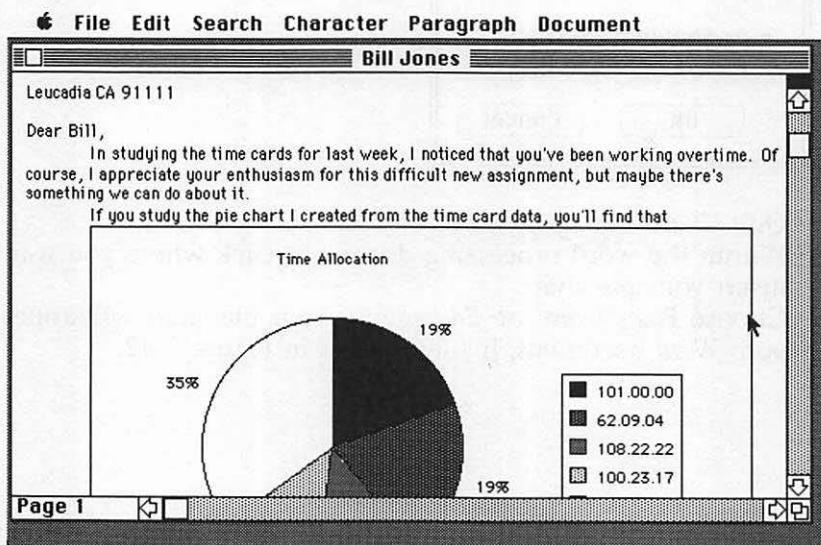 File Edit Search Character Paragraph Document
Bill Jones
Leucadia CA 91111
Dear Bill,
In studying the time cards for last week, I noticed that you've been working overtime. Of
course, I appreciate your enthusiasm for this difficult new assignment, but maybe there's
something we can do about it.
If you study the pie chart I created from the time card data, you'll find that
Time Allocation
19%
35%
19%
101.00.00
62.09.04
108.22.22
100.23.17
Page 1